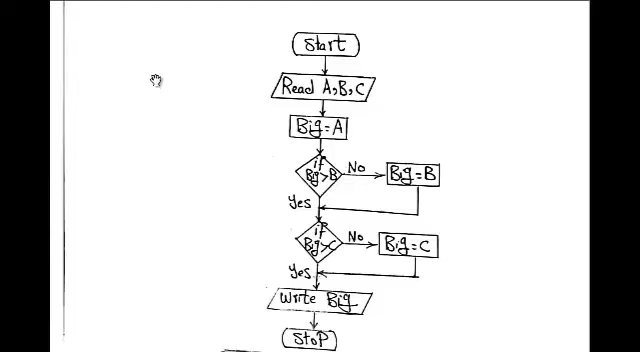 Start
Read A,B,C
Big=A
if
Big>B
No
Big=B
Yes
if
Big>C
No
Big=C
Yes
Write Big
StoP